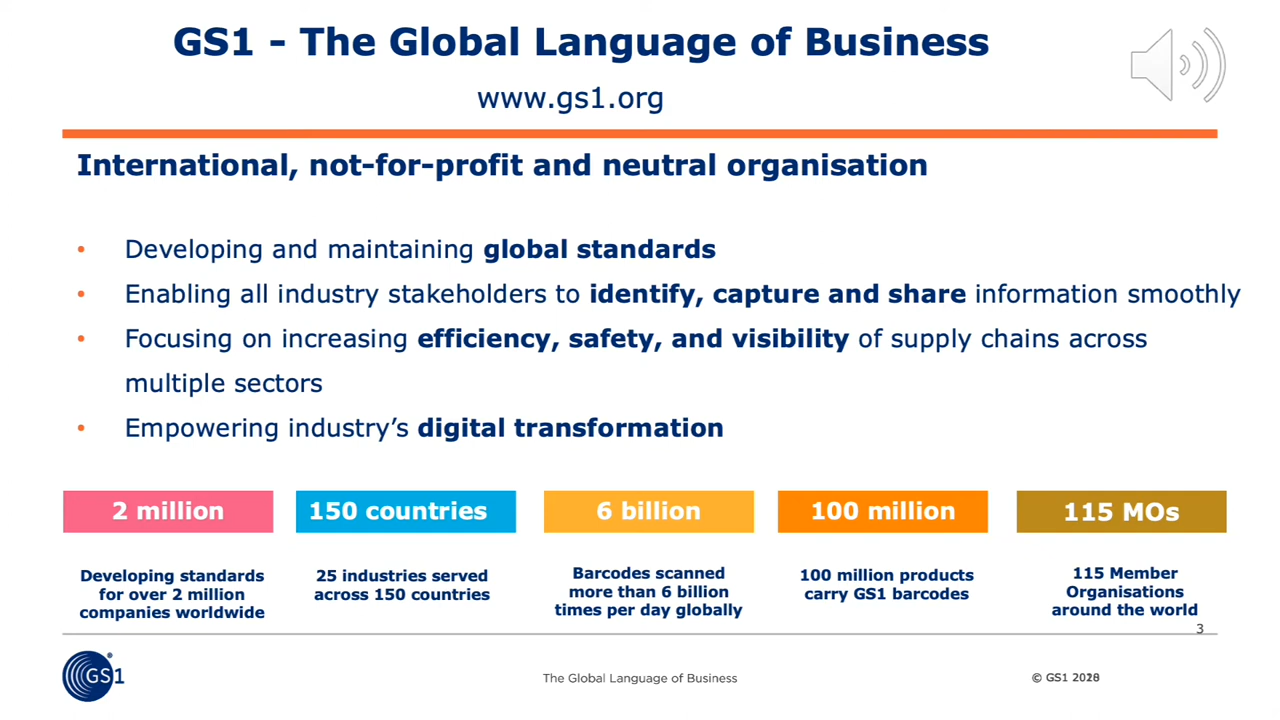 GS1 - The Global Language of Business
www.gs1.org
International, not-for-profit and neutral organisation
• Developing and maintaining global standards
• Enabling all industry stakeholders to identify, capture and share information smoothly
• Focusing on increasing efficiency, safety, and visibility of supply chains across
multiple sectors
• Empowering industry’s digital transformation
2 million
Developing standards
for over 2 million
companies worldwide
150 countries
25 industries served
across 150 countries
6 billion
Barcodes scanned
more than 6 billion
times per day globally
100 million
100 million products
carry GS1 barcodes
115 MOs
115 Member
Organisations
around the world
3
GS1
The Global Language of Business
© GS1